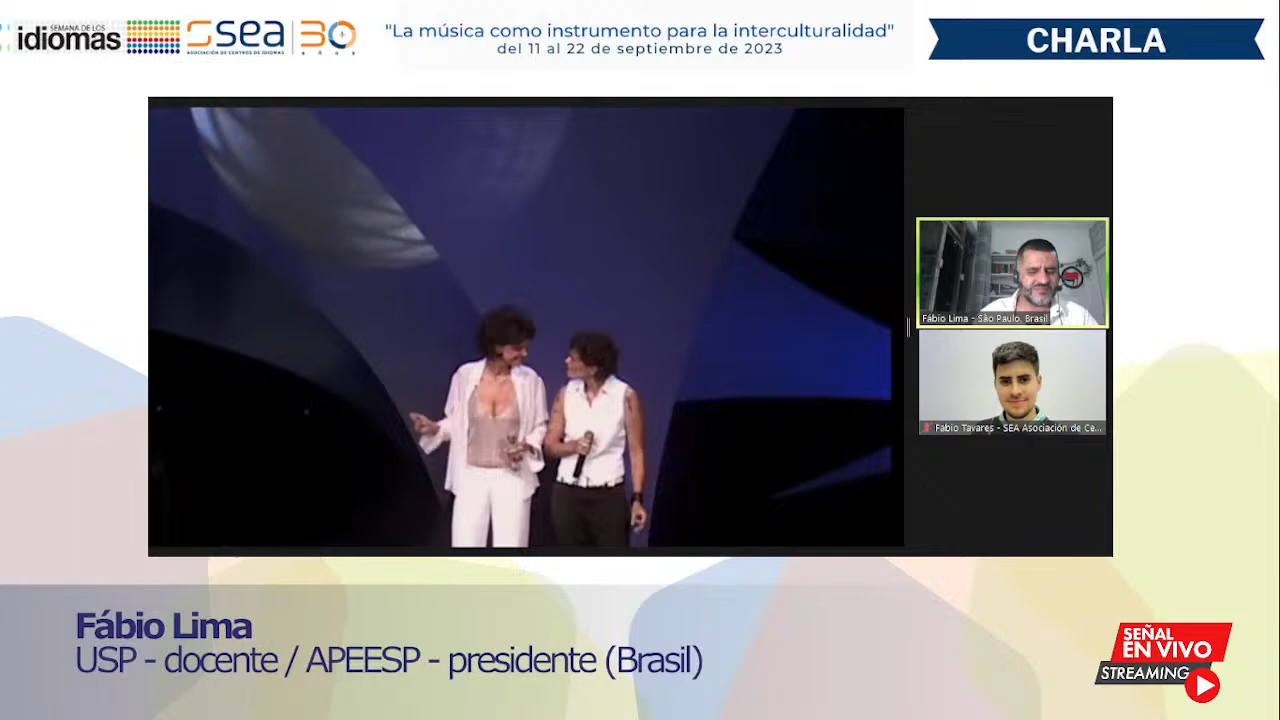 SEMANA DE LOS
idiomas
SSea
ASOCIACIÓN DE CENTROS DE IDIOMAS
30
AÑOS
"La música como instrumento para la interculturalidad"
del 11 al 22 de septiembre de 2023
CHARLA
Fábio Lima - São Paulo, Brasil
Fabio Tavares - SEA Asociación de Ce...
Fábio Lima
USP - docente / APEESP - presidente (Brasil)
SEÑAL
EN VIVO
STREAMING